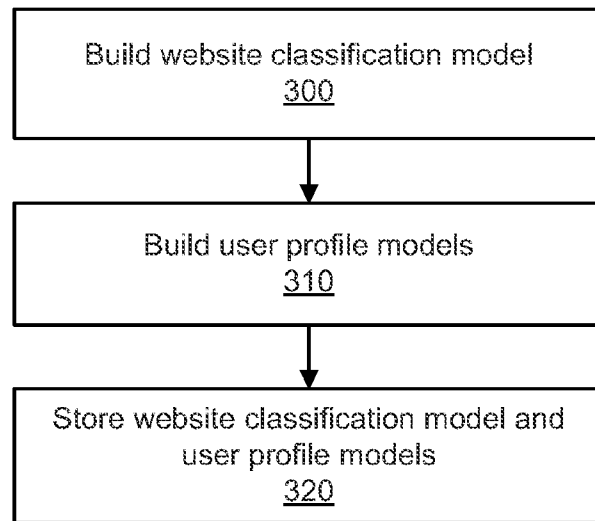 Build website classification model
300
Build user profile models
310
Store website classification model and
user profile models
320